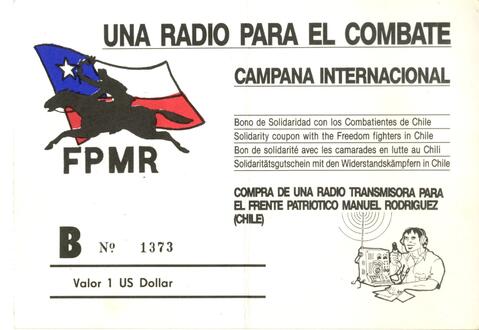 UNA RADIO PARA EL COMBATE
CAMPANA INTERNACIONAL
Bono de Solidaridad con los Combatientes de Chile
Solidarity coupon with the Freedom fighters in Chile
Bon de solidarité avec les camarades en lutte au Chili
Solidaritätsgutschein mit den Widerstandskämpfern in Chile
FPMR
COMPRA DE UNA RADIO TRANSMISORA PARA
EL FRENTE PATRIOTICO MANUEL RODRIGUEZ
(CHILE)
B Nº 1373
Valor 1 US Dollar